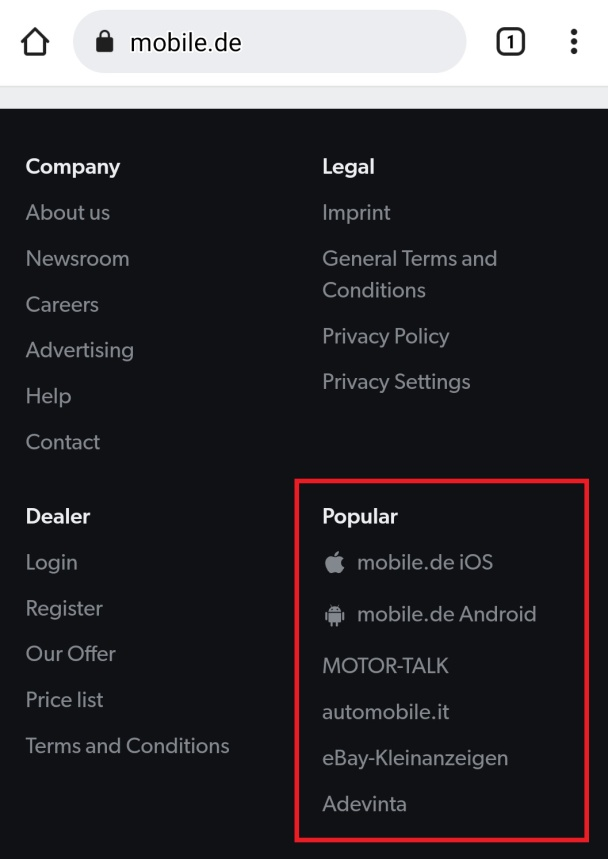 mobile.de
1
Company
About us
Newsroom
Careers
Advertising
Help
Contact
Legal
Imprint
General Terms and
Conditions
Privacy Policy
Privacy Settings
Dealer
Login
Register
Our Offer
Price list
Terms and Conditions
Popular
mobile.de iOS
mobile.de Android
MOTOR-TALK
automobile.it
eBay-Kleinanzeigen
Adevinta